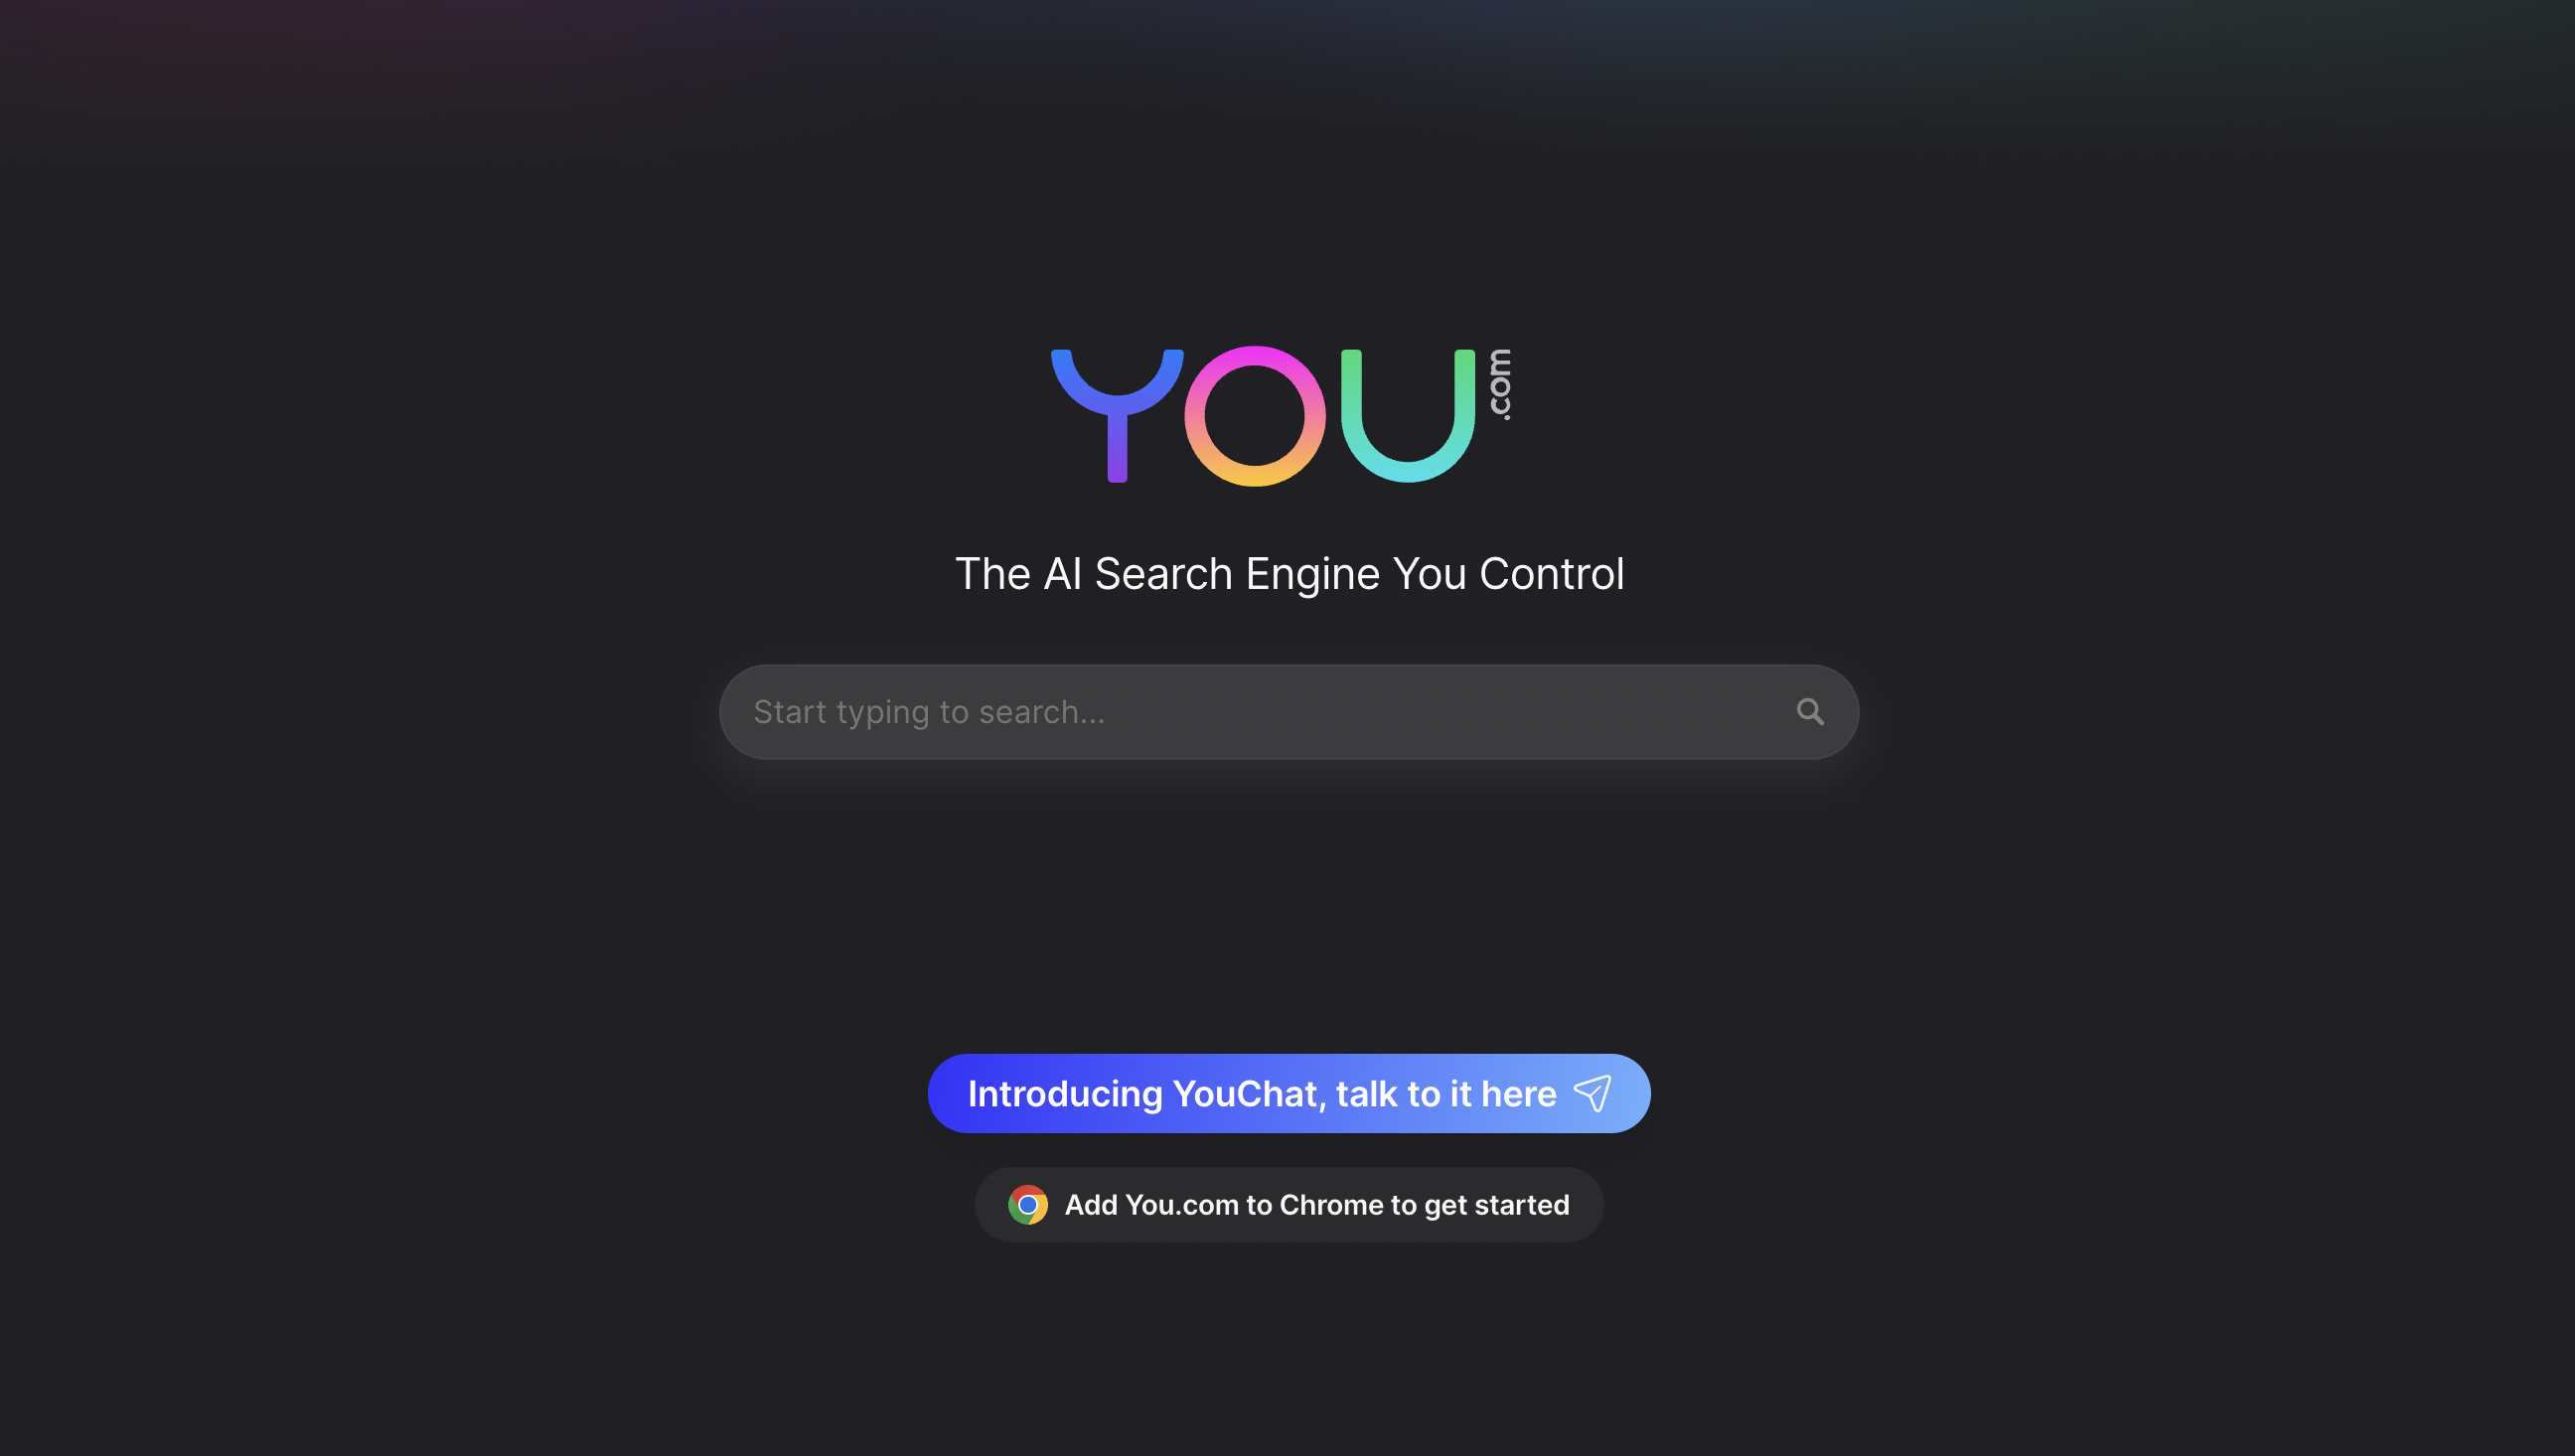 YOU.com
The AI Search Engine You Control
Start typing to search...
Introducing YouChat, talk to it here
Add You.com to Chrome to get started